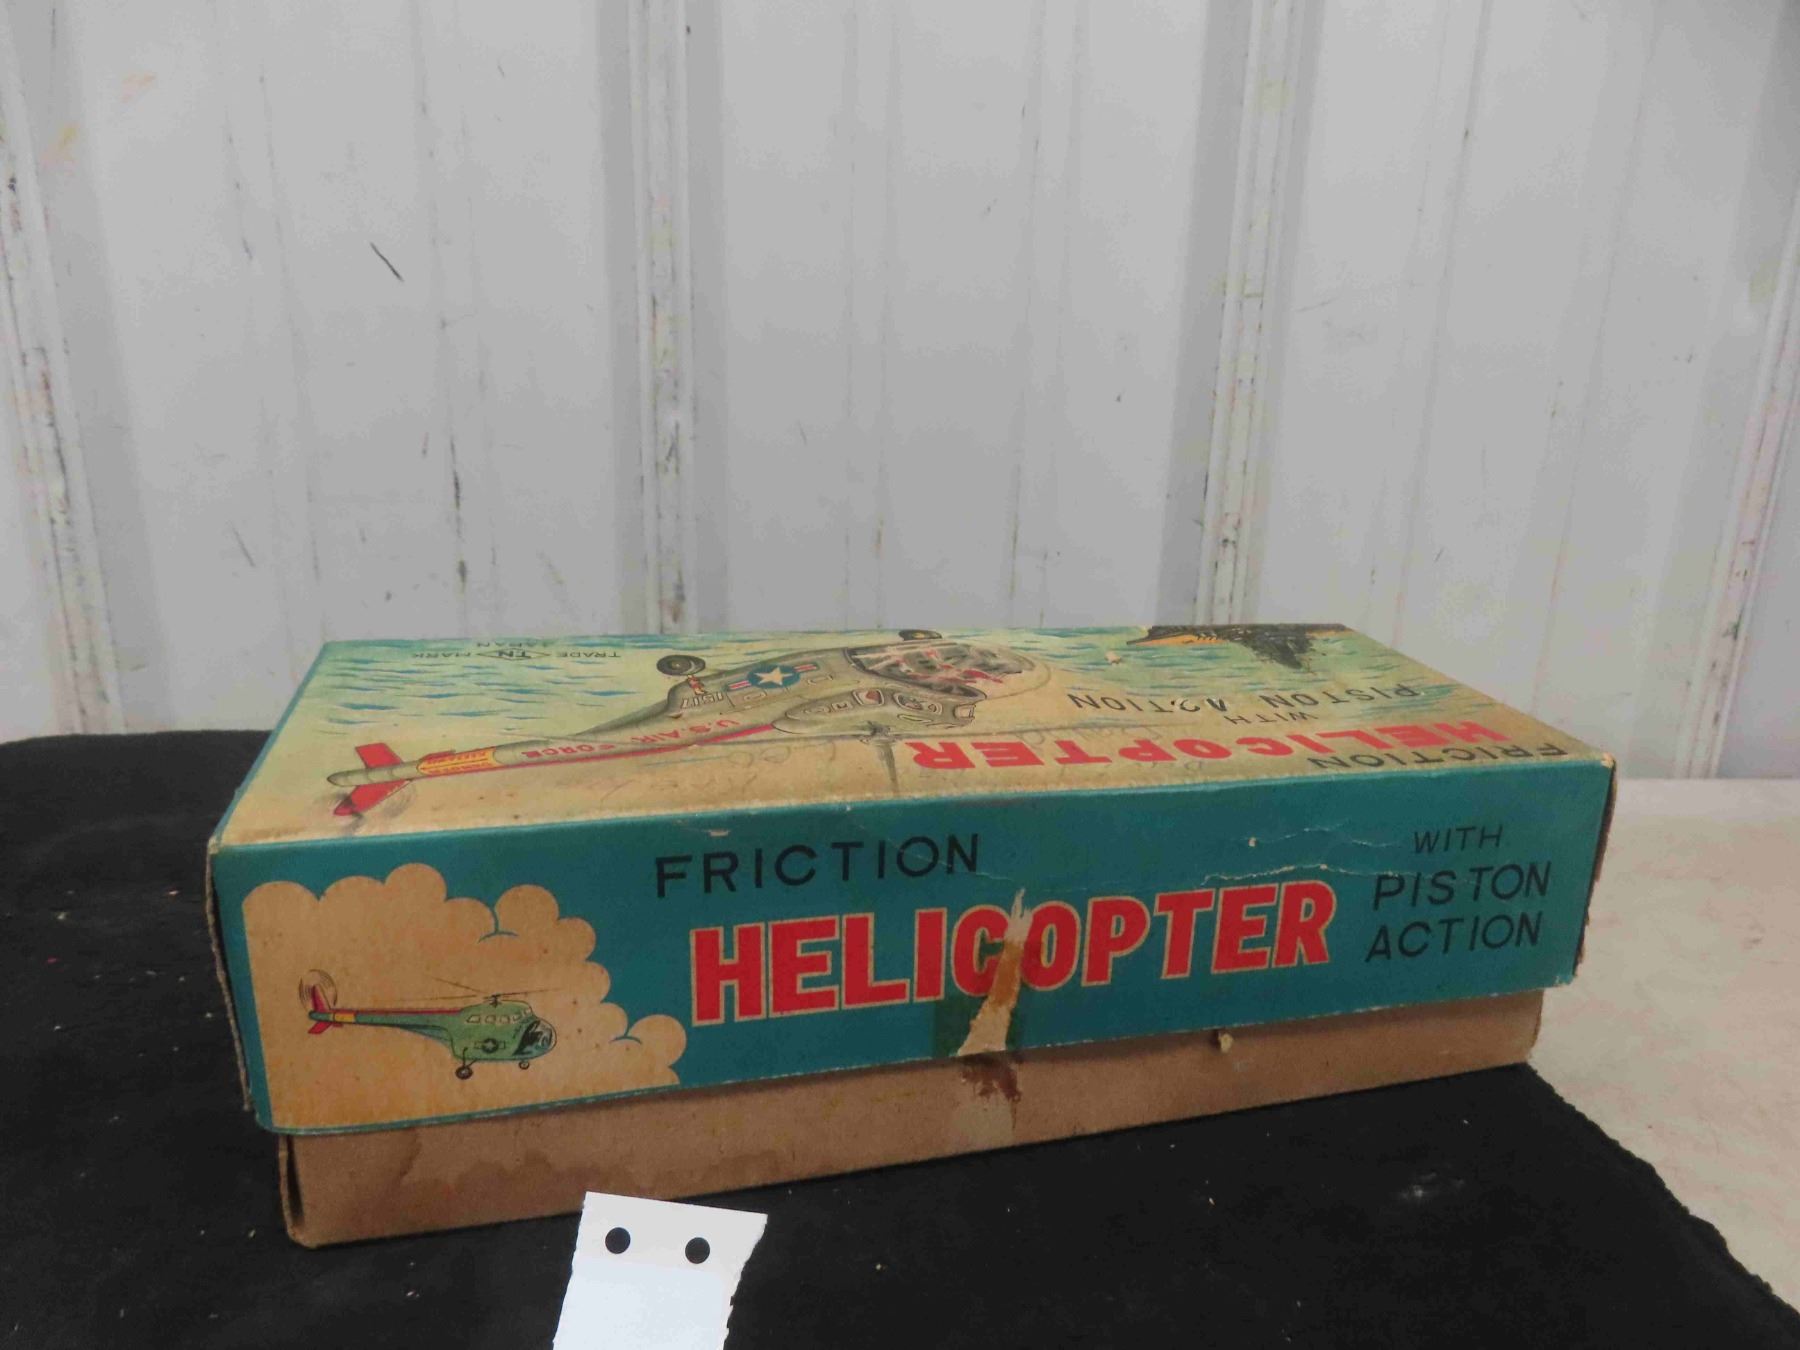 FRICTION
HELICOPTER
WITH
PISTON
ACTION
FRICTION
HELICOPTER
WITH
PISTON ACTION
U.S. AIR FORCE
TRADE TN MARK